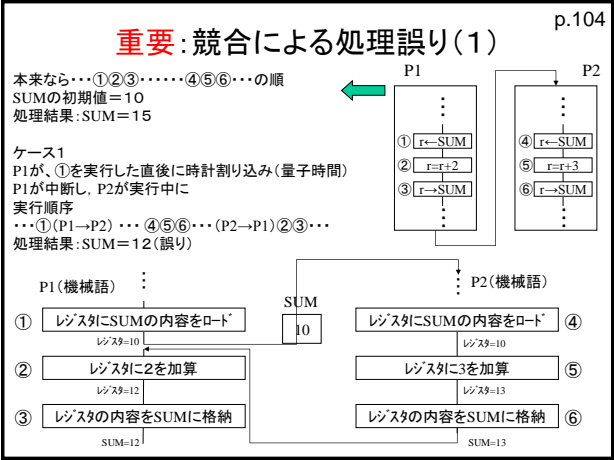 p.104
重要：競合による処理誤り（１）
本来なら・・・①②③・・・・・・④⑤⑥・・・の順
SUMの初期値＝１０
処理結果：SUM＝１５
ケース１
P1が、①を実行した直後に時計割り込み（量子時間）
P1が中断し，P2が実行中に
実行順序
・・・①(P1→P2) ・・・ ④⑤⑥・・・(P2→P1)②③・・・
処理結果：SUM＝１２（誤り）
P1
⋮
① r←SUM
② r=r+2
③ r→SUM
⋮
P2
⋮
④ r←SUM
⑤ r=r+3
⑥ r→SUM
⋮
P1（機械語）
⋮
① ﾚｼﾞｽﾀにSUMの内容をﾛｰﾄﾞ
ﾚｼﾞｽﾀ=10
② ﾚｼﾞｽﾀに２を加算
ﾚｼﾞｽﾀ=12
③ ﾚｼﾞｽﾀの内容をSUMに格納
SUM=12
SUM
10
P2（機械語）
⋮
ﾚｼﾞｽﾀにSUMの内容をﾛｰﾄﾞ ④
ﾚｼﾞｽﾀ=10
ﾚｼﾞｽﾀに3を加算 ⑤
ﾚｼﾞｽﾀ=13
ﾚｼﾞｽﾀの内容をSUMに格納 ⑥
SUM=13